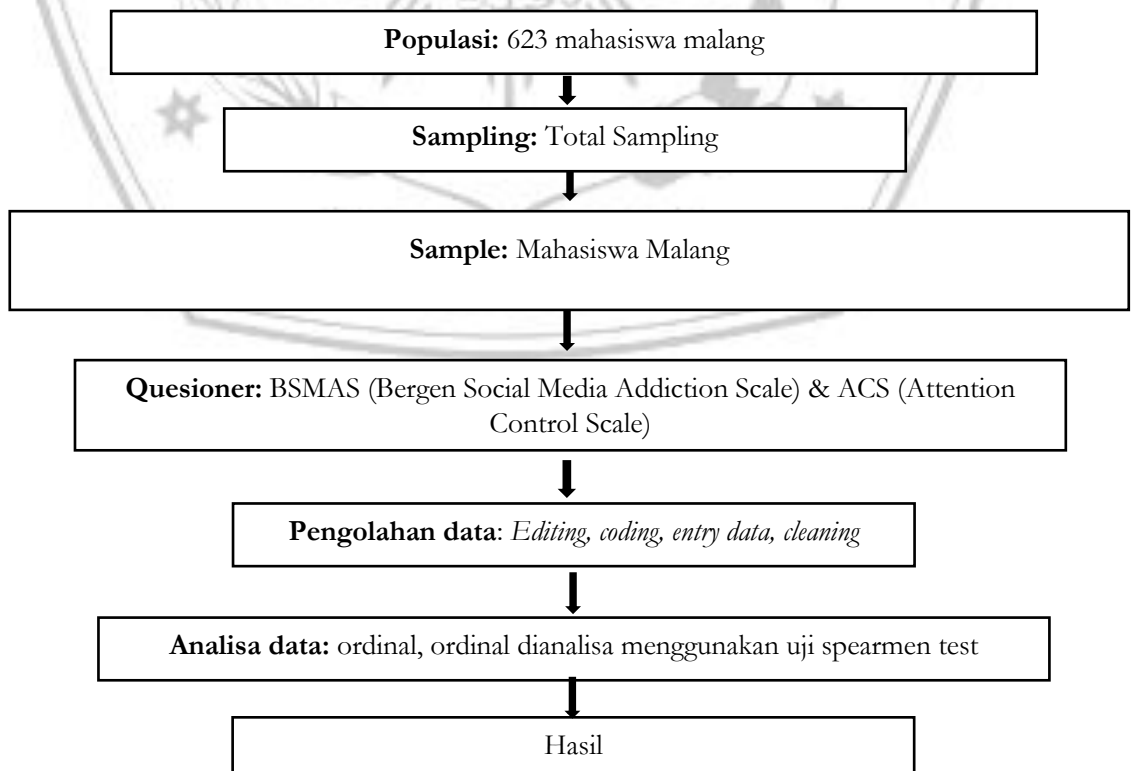 Populasi: 623 mahasiswa malang
Sampling: Total Sampling
Sample: Mahasiswa Malang
Quesioner: BSMAS (Bergen Social Media Addiction Scale) & ACS (Attention
Control Scale)
Pengolahan data: Editing, coding, entry data, cleaning
Analisa data: ordinal, ordinal dianalisa menggunakan uji spearmen test
Hasil